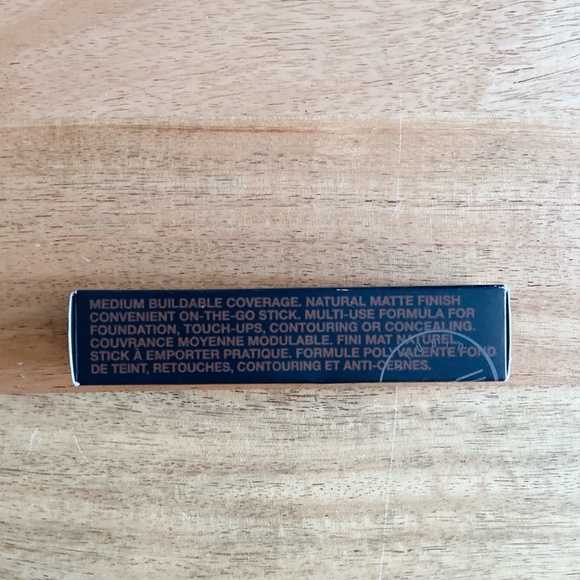 MEDIUM BUILDABLE COVERAGE. NATURAL MATTE FINISH
CONVENIENT ON-THE-GO STICK. MULTI-USE FORMULA FOR
FOUNDATION, TOUCH-UPS, CONTOURING OR CONCEALING.
COUVRANCE MOYENNE MODULABLE. FINI MAT NATUREL
STICK À EMPORTER PRATIQUE. FORMULE POLYVALENTE FOND
DE TEINT, RETOUCHES, CONTOURING ET ANTI-CERNES.